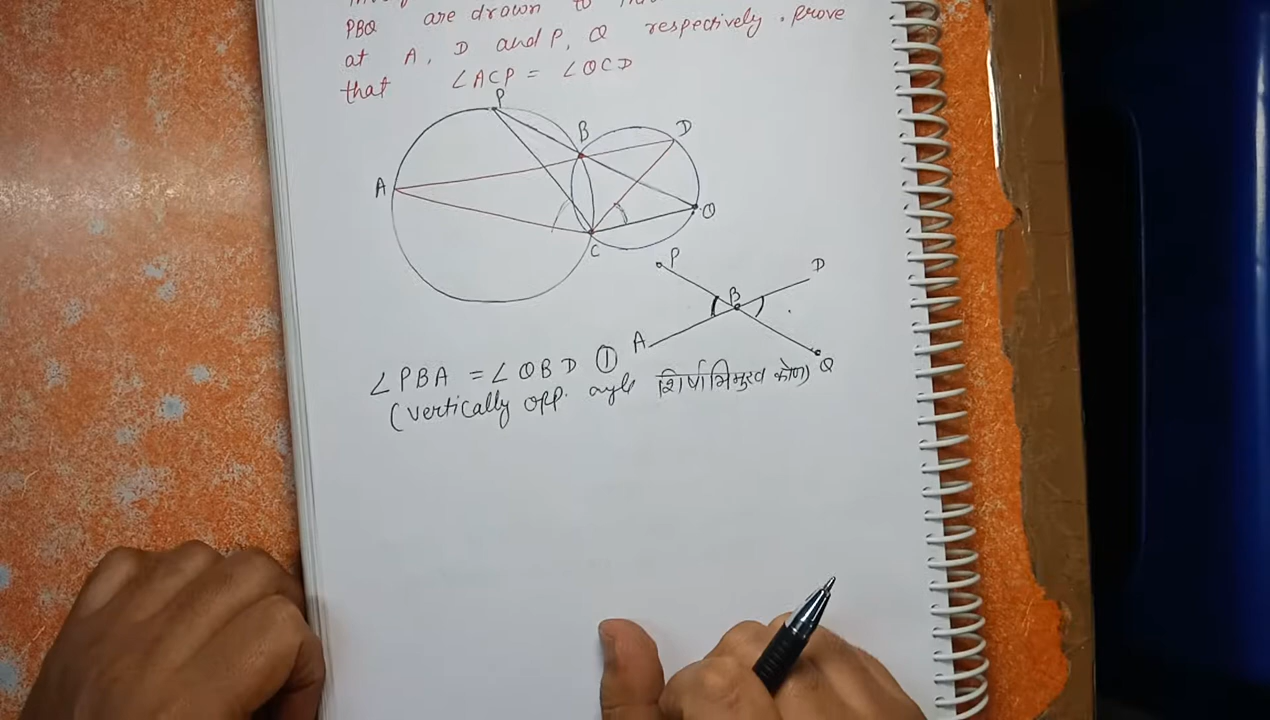 PBQ are drawn to
at A, D and P, Q respectively. prove
that ∠ACP = ∠QCD
P
B
D
A
Q
C
P
D
B
A
Q
∠PBA = ∠QBD ①
(vertically opp. angle शिर्षाभिमुख कोण)